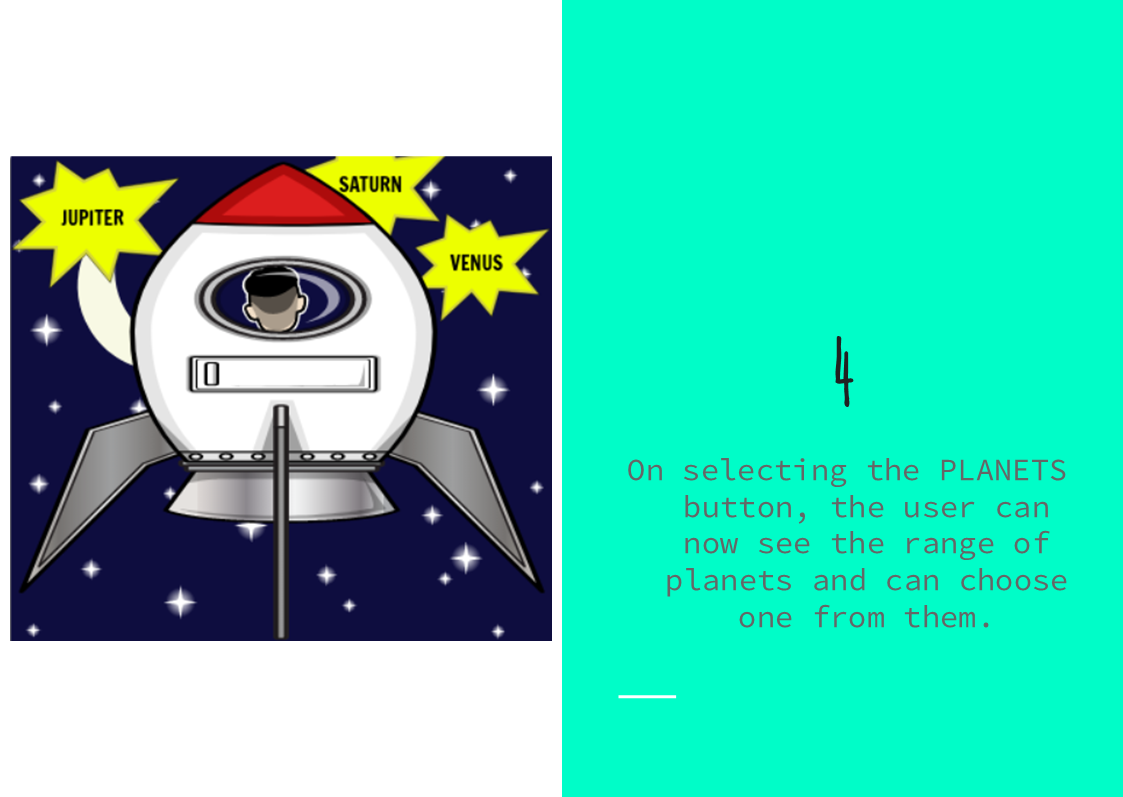 JUPITER
SATURN
VENUS
4
On selecting the PLANETS
button, the user can
now see the range of
planets and can choose
one from them.